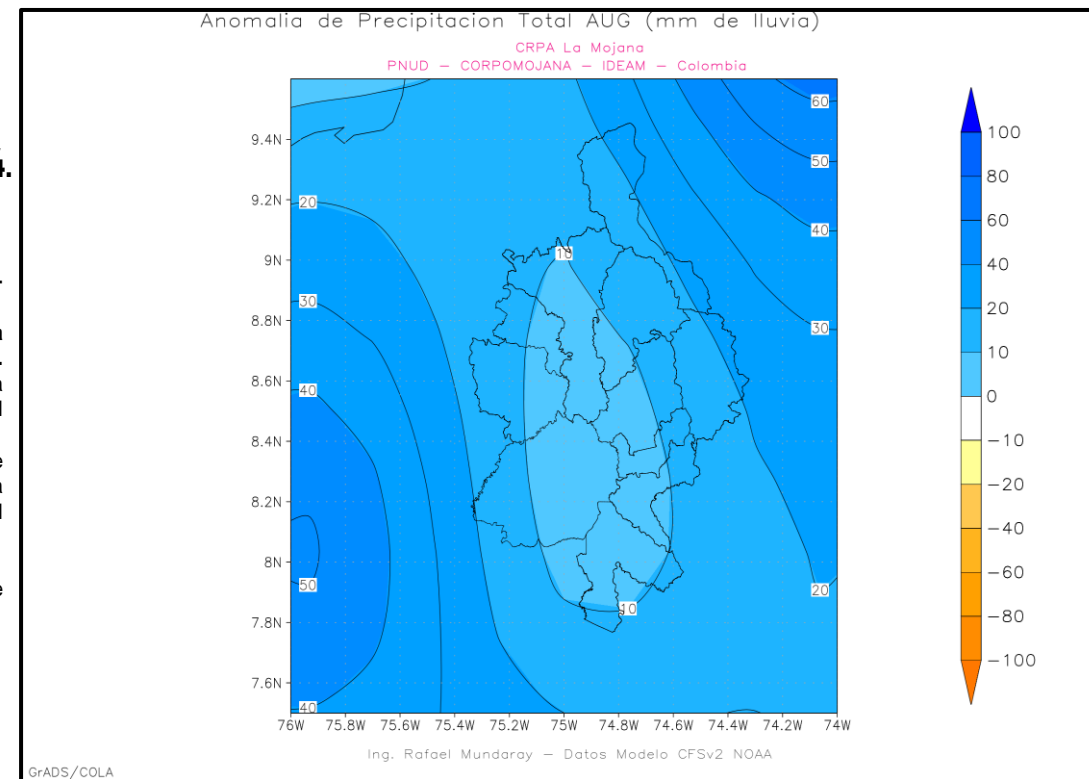 Anomalia de Precipitacion Total AUG (mm de lluvia)
CRPA La Mojana
PNUD – CORPOMOJANA – IDEAM – Colombia
60
50
40
30
20
20
30
40
50
40
10
10
9.4N
9.2N
9N
8.8N
8.6N
8.4N
8.2N
8N
7.8N
7.6N
76W 75.8W 75.6W 75.4W 75.2W 75W 74.8W 74.6W 74.4W 74.2W 74W
100
80
60
40
20
10
0
−10
−20
−40
−60
−80
−100
Ing. Rafael Mundaray – Datos Modelo CFSv2 NOAA
GrADS/COLA